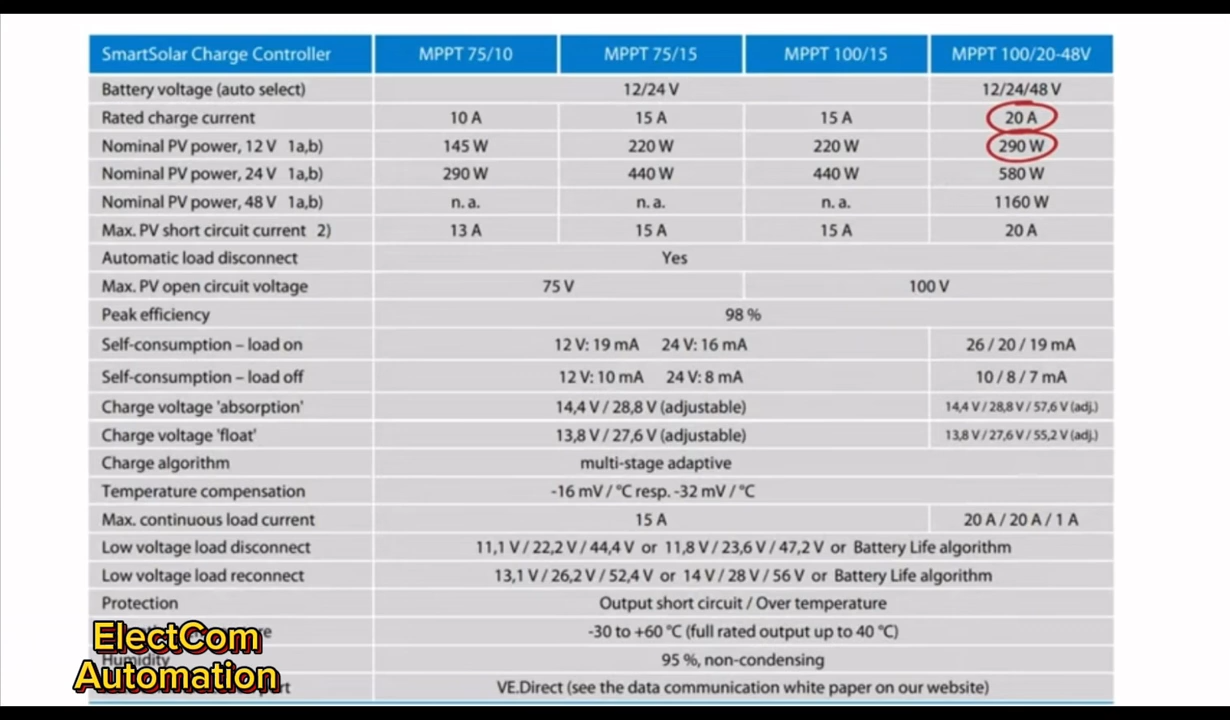 SmartSolar Charge Controller MPPT 75/10 MPPT 75/15 MPPT 100/15 MPPT 100/20-48V
Battery voltage (auto select) 12/24 V 12/24/48 V
Rated charge current 10 A 15 A 15 A 20 A
Nominal PV power, 12 V 1a,b) 145 W 220 W 220 W 290 W
Nominal PV power, 24 V 1a,b) 290 W 440 W 440 W 580 W
Nominal PV power, 48 V 1a,b) n. a. n. a. n. a. 1160 W
Max. PV short circuit current 2) 13 A 15 A 15 A 20 A
Automatic load disconnect Yes
Max. PV open circuit voltage 75 V 100 V
Peak efficiency 98 %
Self-consumption – load on 12 V: 19 mA 24 V: 16 mA 26 / 20 / 19 mA
Self-consumption – load off 12 V: 10 mA 24 V: 8 mA 10 / 8 / 7 mA
Charge voltage 'absorption' 14,4 V / 28,8 V (adjustable) 14,4 V / 28,8 V / 57,6 V (adj.)
Charge voltage 'float' 13,8 V / 27,6 V (adjustable) 13,8 V / 27,6 V / 55,2 V (adj.)
Charge algorithm multi-stage adaptive
Temperature compensation -16 mV / °C resp. -32 mV / °C
Max. continuous load current 15 A 20 A / 20 A / 1 A
Low voltage load disconnect 11,1 V / 22,2 V / 44,4 V or 11,8 V / 23,6 V / 47,2 V or Battery Life algorithm
Low voltage load reconnect 13,1 V / 26,2 V / 52,4 V or 14 V / 28 V / 56 V or Battery Life algorithm
Protection Output short circuit / Over temperature
-30 to +60 °C (full rated output up to 40 °C)
Humidity 95 %, non-condensing
VE.Direct (see the data communication white paper on our website)
ElectCom
Automation